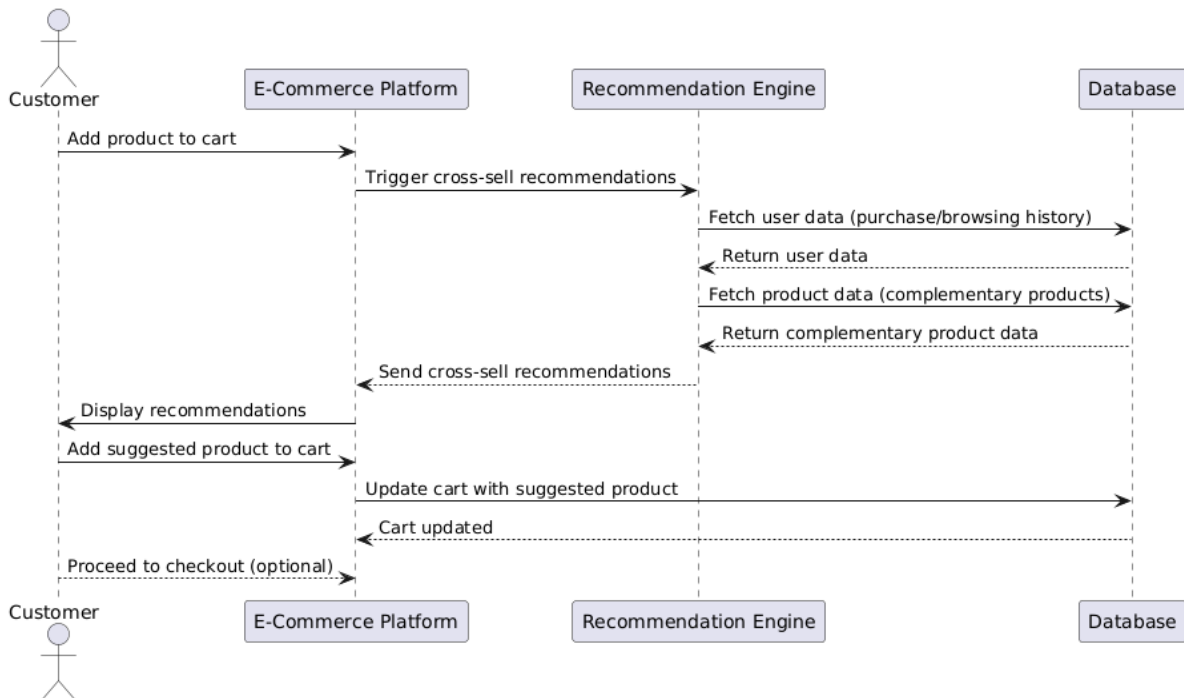 Customer
E-Commerce Platform
Recommendation Engine
Database
Add product to cart
Trigger cross-sell recommendations
Fetch user data (purchase/browsing history)
Return user data
Fetch product data (complementary products)
Return complementary product data
Send cross-sell recommendations
Display recommendations
Add suggested product to cart
Update cart with suggested product
Cart updated
Proceed to checkout (optional)
Customer
E-Commerce Platform
Recommendation Engine
Database